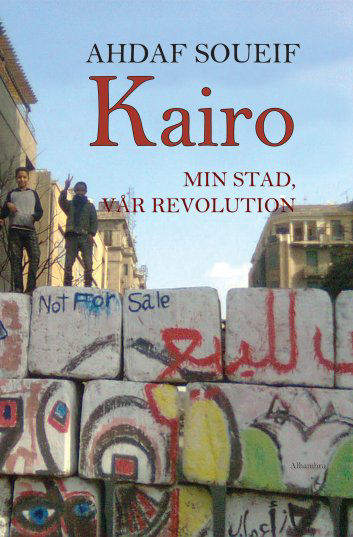 AHDAF SOUEIF
Kairo
MIN STAD,
VÅR REVOLUTION
Not For Sale
للبيع
Alhambra